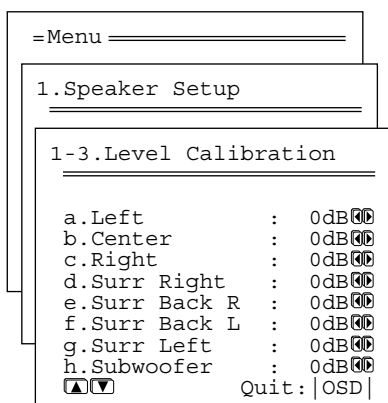 =Menu
1.Speaker Setup
1-3.Level Calibration
a.Left : 0dB
b.Center : 0dB
c.Right : 0dB
d.Surr Right : 0dB
e.Surr Back R : 0dB
f.Surr Back L : 0dB
g.Surr Left : 0dB
h.Subwoofer : 0dB
Quit:|OSD|